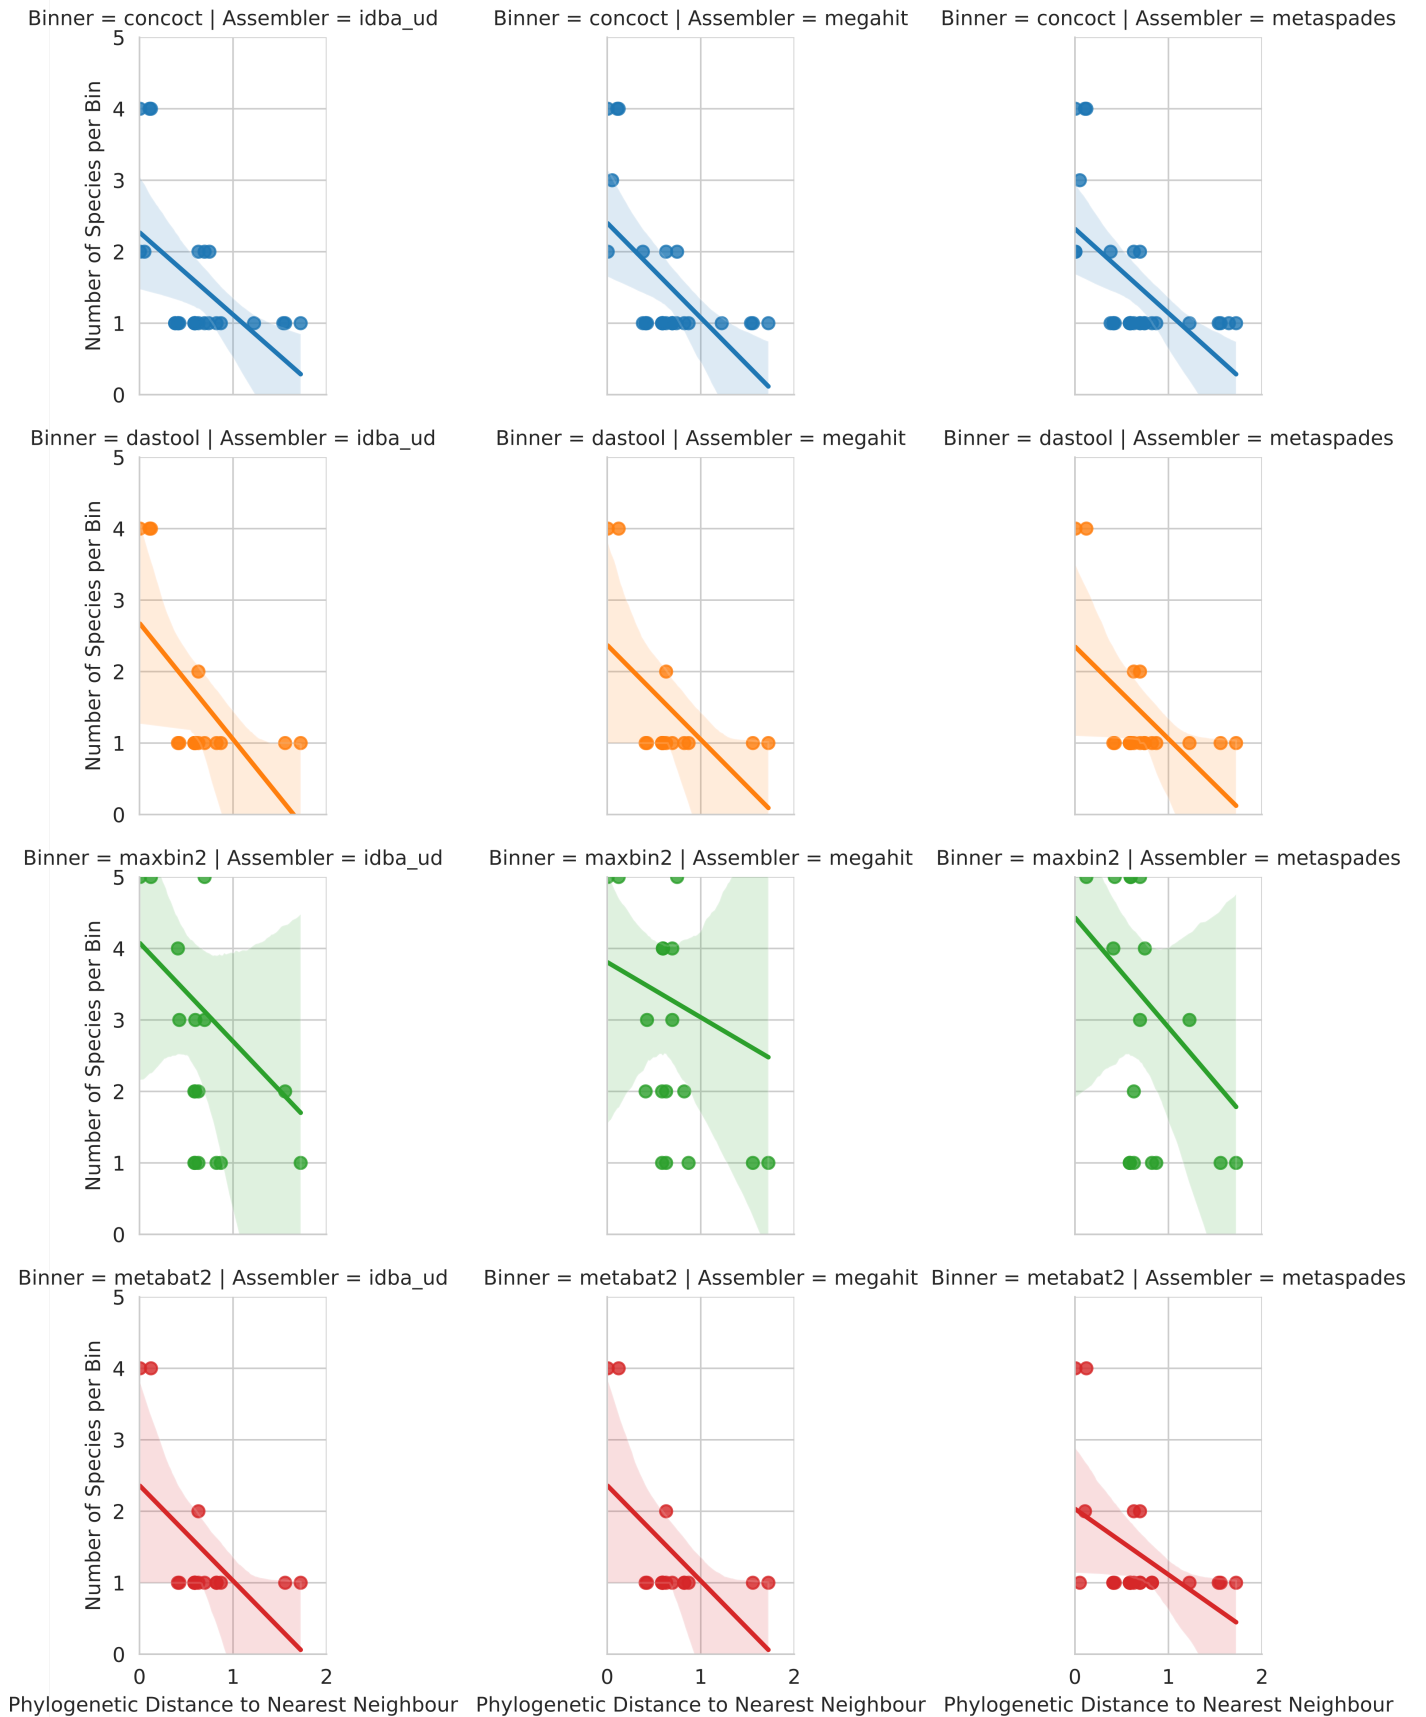 Binner = concoct | Assembler = idba_ud
Binner = concoct | Assembler = megahit
Binner = concoct | Assembler = metaspades
5
4
3
2
1
0
Number of Species per Bin
Binner = dastool | Assembler = idba_ud
Binner = dastool | Assembler = megahit
Binner = dastool | Assembler = metaspades
5
4
3
2
1
0
Number of Species per Bin
Binner = maxbin2 | Assembler = idba_ud
Binner = maxbin2 | Assembler = megahit
Binner = maxbin2 | Assembler = metaspades
5
4
3
2
1
0
Number of Species per Bin
Binner = metabat2 | Assembler = idba_ud
Binner = metabat2 | Assembler = megahit
Binner = metabat2 | Assembler = metaspades
5
4
3
2
1
0
Number of Species per Bin
0 1 2
0 1 2
0 1 2
Phylogenetic Distance to Nearest Neighbour
Phylogenetic Distance to Nearest Neighbour
Phylogenetic Distance to Nearest Neighbour